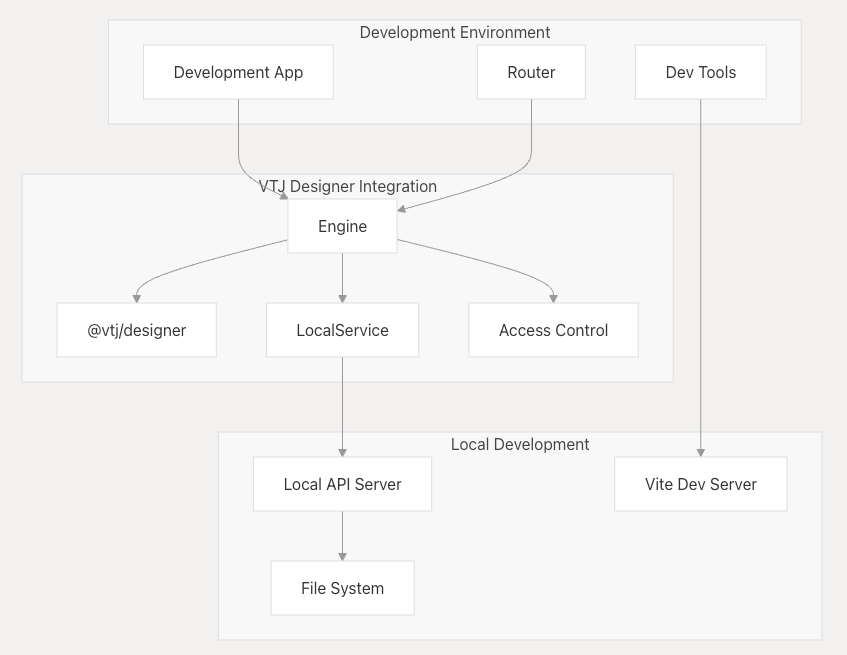 Development Environment
Development App
Router
Dev Tools
VTJ Designer Integration
Engine
@vtj/designer
LocalService
Access Control
Local Development
Local API Server
Vite Dev Server
File System